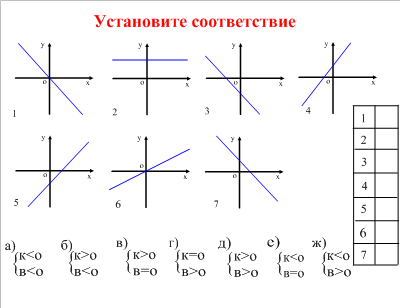 Установите соответствие
y y y y
о x о x о x о x
1 2 3 4
y y y
о x о x о x
5 6 7
1
2
3
4
5
6
7
а) б) в) г) д) е) ж)
к<о к>о к>о к=о к>о к<о к<о
в<о в<о в=о в>о в>о в=о в>о